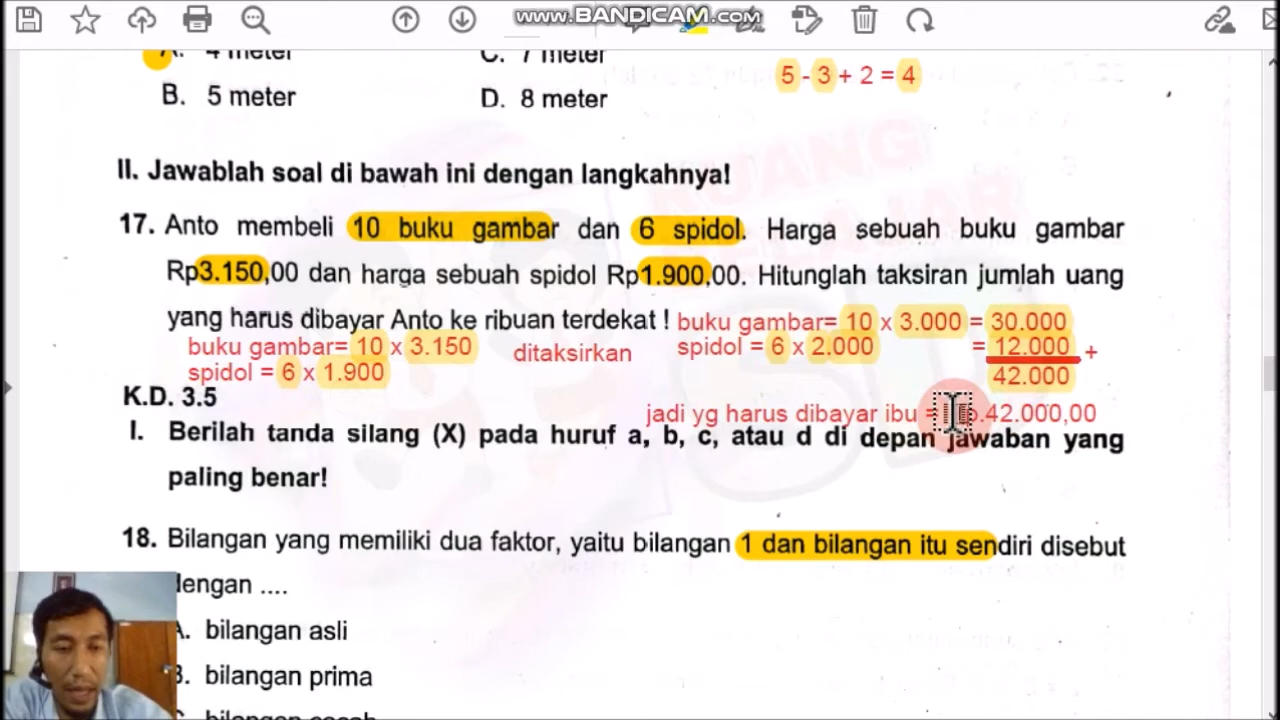 www.BANDICAM.com
A. 4 meter C. 7 meter
5 - 3 + 2 = 4
B. 5 meter D. 8 meter
II. Jawablah soal di bawah ini dengan langkahnya!
17. Anto membeli 10 buku gambar dan 6 spidol. Harga sebuah buku gambar
Rp3.150,00 dan harga sebuah spidol Rp1.900,00. Hitunglah taksiran jumlah uang
yang harus dibayar Anto ke ribuan terdekat !
buku gambar= 10 x 3.000 = 30.000
buku gambar= 10 x 3.150 ditaksirkan spidol = 6 x 2.000 = 12.000 +
spidol = 6 x 1.900 42.000
K.D. 3.5
jadi yg harus dibayar ibu = .42.000,00
I. Berilah tanda silang (X) pada huruf a, b, c, atau d di depan jawaban yang
paling benar!
18. Bilangan yang memiliki dua faktor, yaitu bilangan 1 dan bilangan itu sendiri disebut
dengan ....
A. bilangan asli
B. bilangan prima
bilangan cacah
RUANG
BELAJAR
SD